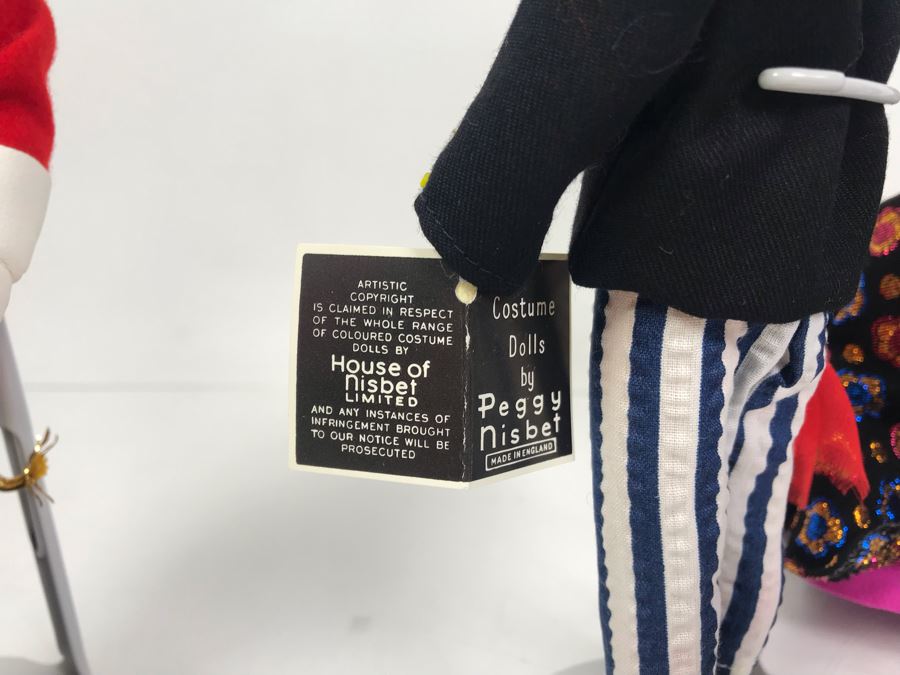 ARTISTIC
COPYRIGHT
IS CLAIMED IN RESPECT
OF THE WHOLE RANGE
OF COLOURED COSTUME
DOLLS BY
House of
Nisbet
LIMITED
AND ANY INSTANCES OF
INFRINGEMENT BROUGHT
TO OUR NOTICE WILL BE
PROSECUTED
Costume
Dolls
by
Peggy
Nisbet
MADE IN ENGLAND